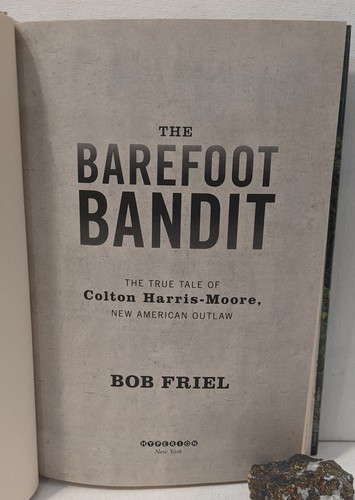 THE
BAREFOOT
BANDIT
THE TRUE TALE OF
Colton Harris-Moore,
NEW AMERICAN OUTLAW
BOB FRIEL
HYPERION
New York